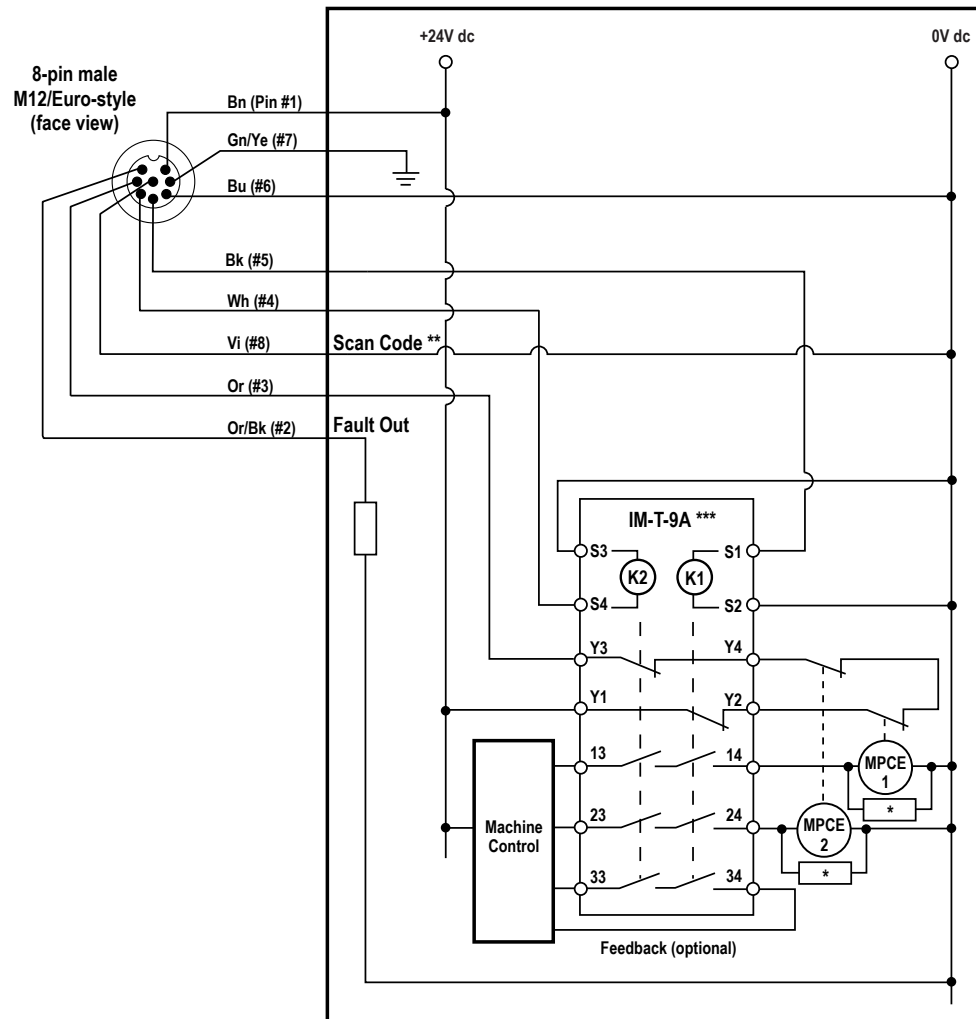 +24V dc
0V dc
8-pin male
M12/Euro-style
(face view)
Bn (Pin #1)
Gn/Ye (#7)
Bu (#6)
Bk (#5)
Wh (#4)
Vi (#8)
Scan Code **
Or (#3)
Or/Bk (#2)
Fault Out
IM-T-9A ***
S3
S1
K2
K1
S4
S2
Y3
Y4
Y1
Y2
13
14
MPCE
1
*
23
24
MPCE
2
*
Machine
Control
33
34
Feedback (optional)